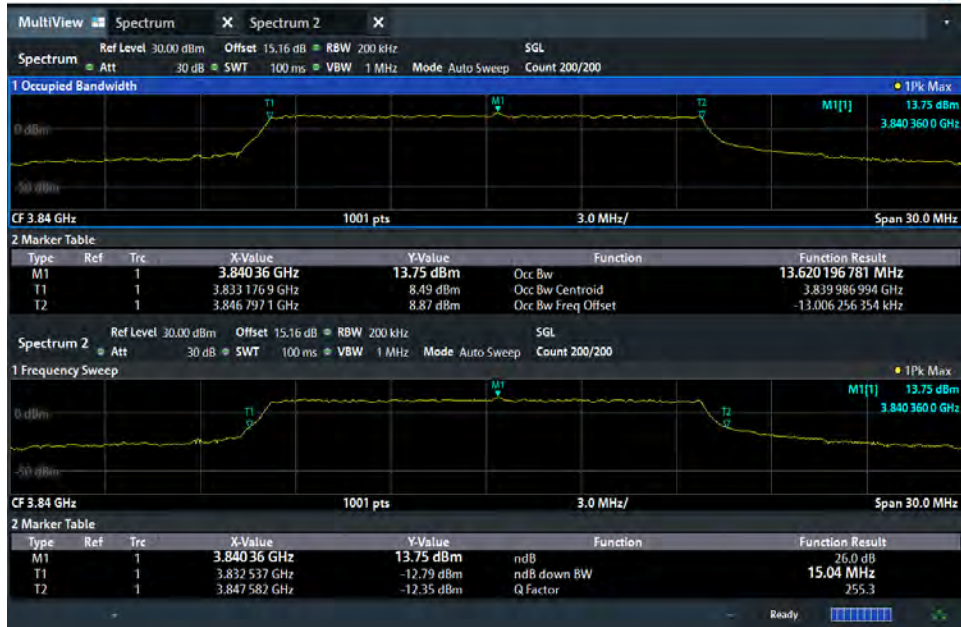 MultiView Spectrum X Spectrum 2 X
Ref Level 30.00 dBm Offset 15.16 dB RBW 200 kHz SGL
Spectrum Att 30 dB SWT 100 ms VBW 1 MHz Mode Auto Sweep Count 200/200
1 Occupied Bandwidth 1Pk Max
T1 M1 T2 M1[1] 13.75 dBm
0 dBm 3.840 360 0 GHz
-50 dBm
CF 3.84 GHz 1001 pts 3.0 MHz/ Span 30.0 MHz
2 Marker Table
Type Ref Trc X-Value Y-Value Function Function Result
M1 1 3.840 36 GHz 13.75 dBm Occ Bw 13.620 196 781 MHz
T1 1 3.833 176 9 GHz 8.49 dBm Occ Bw Centroid 3.839 986 994 GHz
T2 1 3.846 797 1 GHz 8.87 dBm Occ Bw Freq Offset -13.006 256 354 kHz
Ref Level 30.00 dBm Offset 15.16 dB RBW 200 kHz SGL
Spectrum 2 Att 30 dB SWT 100 ms VBW 1 MHz Mode Auto Sweep Count 200/200
1 Frequency Sweep 1Pk Max
M1 M1[1] 13.75 dBm
0 dBm T1 T2 3.840 360 0 GHz
-50 dBm
CF 3.84 GHz 1001 pts 3.0 MHz/ Span 30.0 MHz
2 Marker Table
Type Ref Trc X-Value Y-Value Function Function Result
M1 1 3.840 36 GHz 13.75 dBm ndB 26.0 dB
T1 1 3.832 537 GHz -12.79 dBm ndB down BW 15.04 MHz
T2 1 3.847 582 GHz -12.35 dBm Q Factor 255.3
Ready